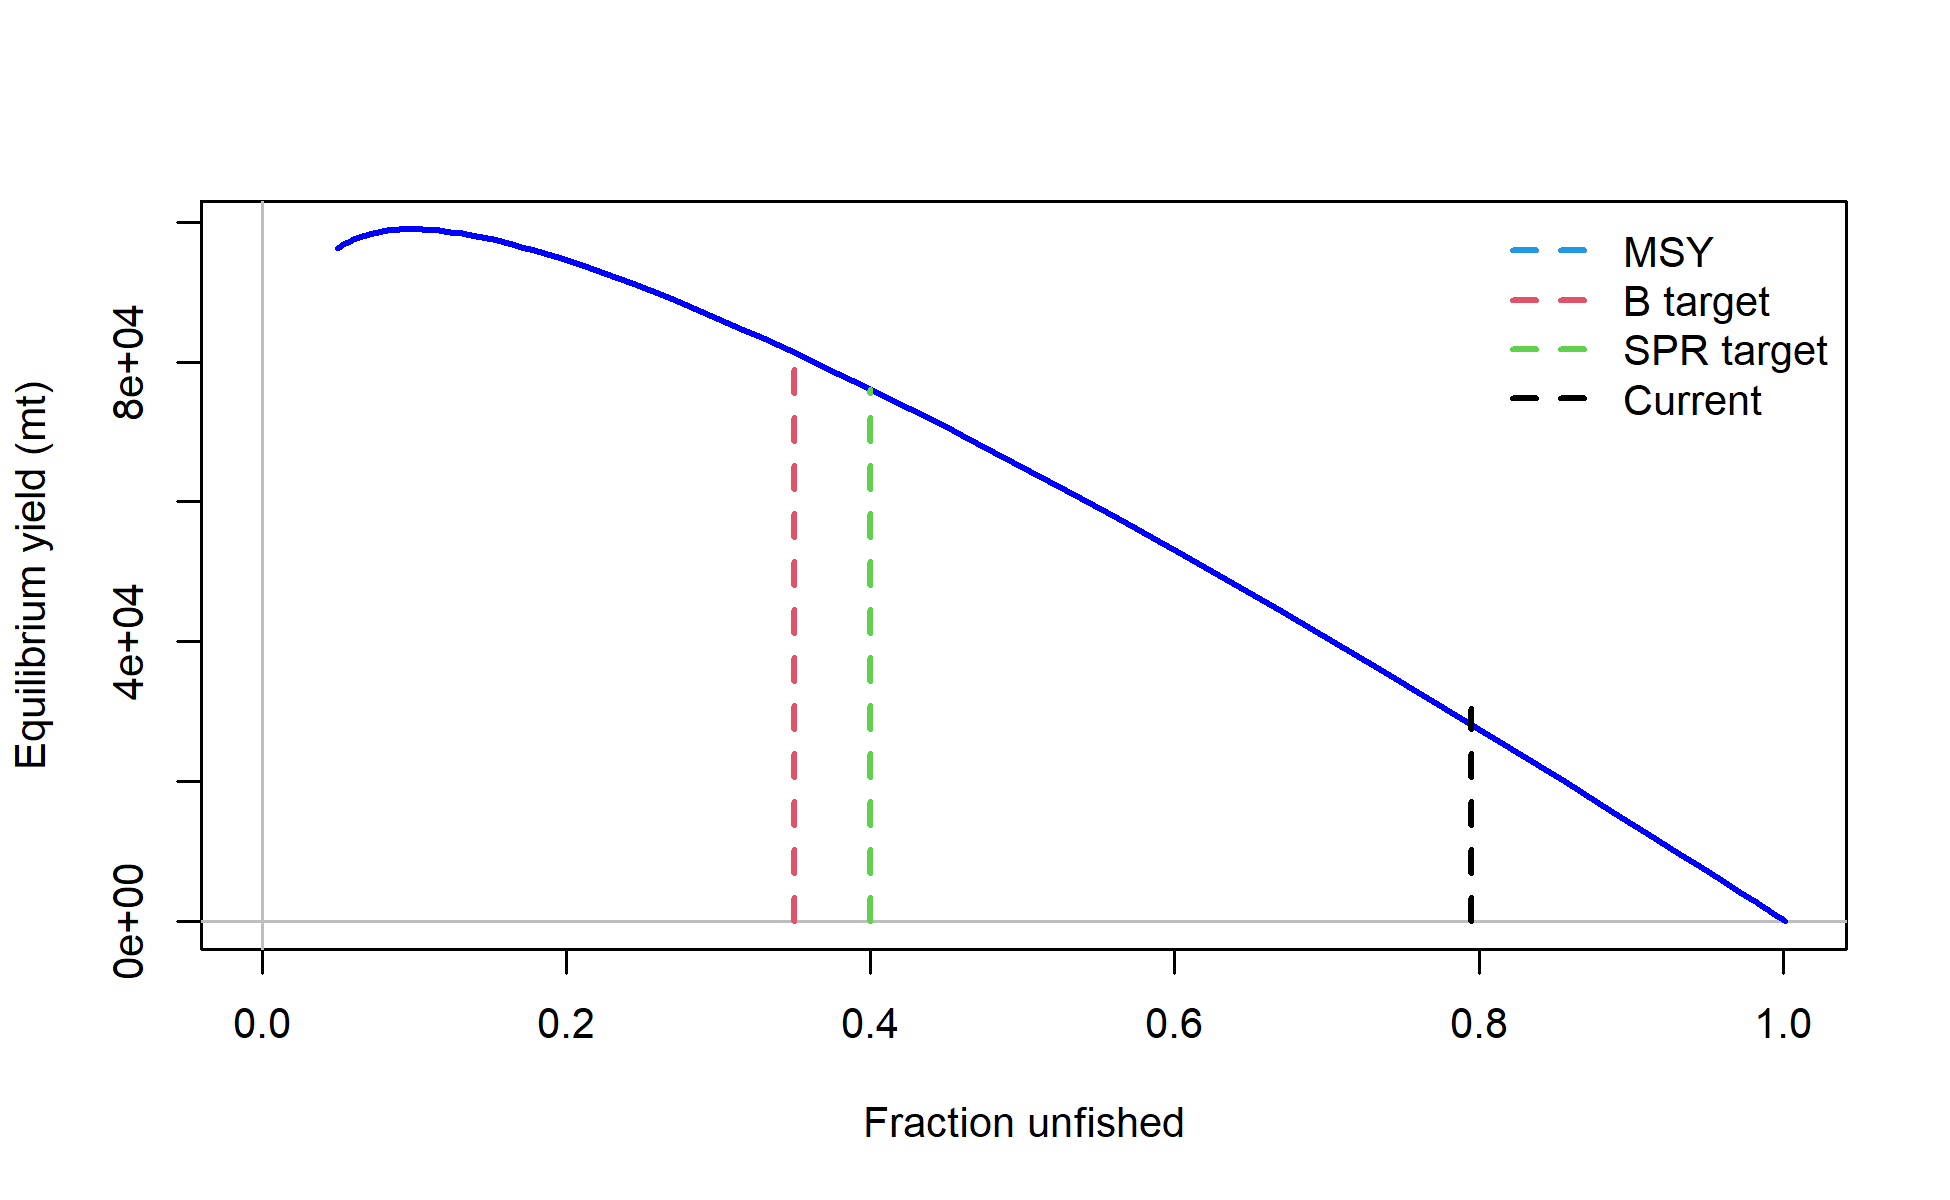 MSY
B target
SPR target
Current
Equilibrium yield (mt)
8e+04
4e+04
0e+00
0.0 0.2 0.4 0.6 0.8 1.0
Fraction unfished